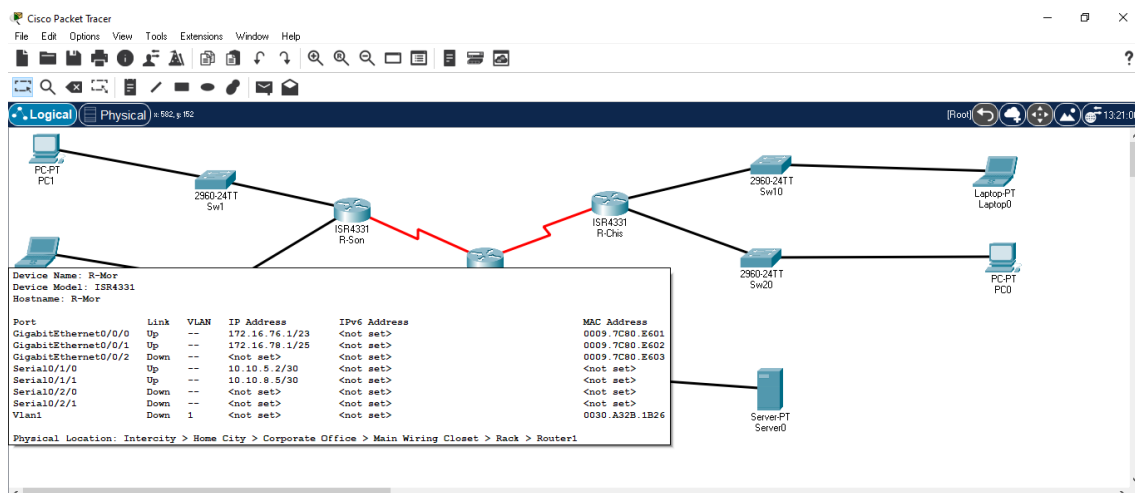 Cisco Packet Tracer
File Edit Options View Tools Extensions Window Help
?
Logical Physical x: 582, y: 152 [Root] 13:21:0
PC-PT
PC1
2960-24TT
Sw1
ISR4331
R-Son
ISR4331
R-Chis
2960-24TT
Sw10
Laptop-PT
Laptop0
2960-24TT
Sw20
PC-PT
PC0
Device Name: R-Mor
Device Model: ISR4331
Hostname: R-Mor
Port Link VLAN IP Address IPv6 Address MAC Address
GigabitEthernet0/0/0 Up -- 172.16.76.1/23 <not set> 0009.7C80.E601
GigabitEthernet0/0/1 Up -- 172.16.78.1/25 <not set> 0009.7C80.E602
GigabitEthernet0/0/2 Down -- <not set> <not set> 0009.7C80.E603
Serial0/1/0 Up -- 10.10.5.2/30 <not set> <not set>
Serial0/1/1 Up -- 10.10.8.5/30 <not set> <not set>
Serial0/2/0 Down -- <not set> <not set> <not set>
Serial0/2/1 Down -- <not set> <not set> <not set>
Vlan1 Down 1 <not set> <not set> 0030.A32B.1B26
Physical Location: Intercity > Home City > Corporate Office > Main Wiring Closet > Rack > Router1
Server-PT
Server0